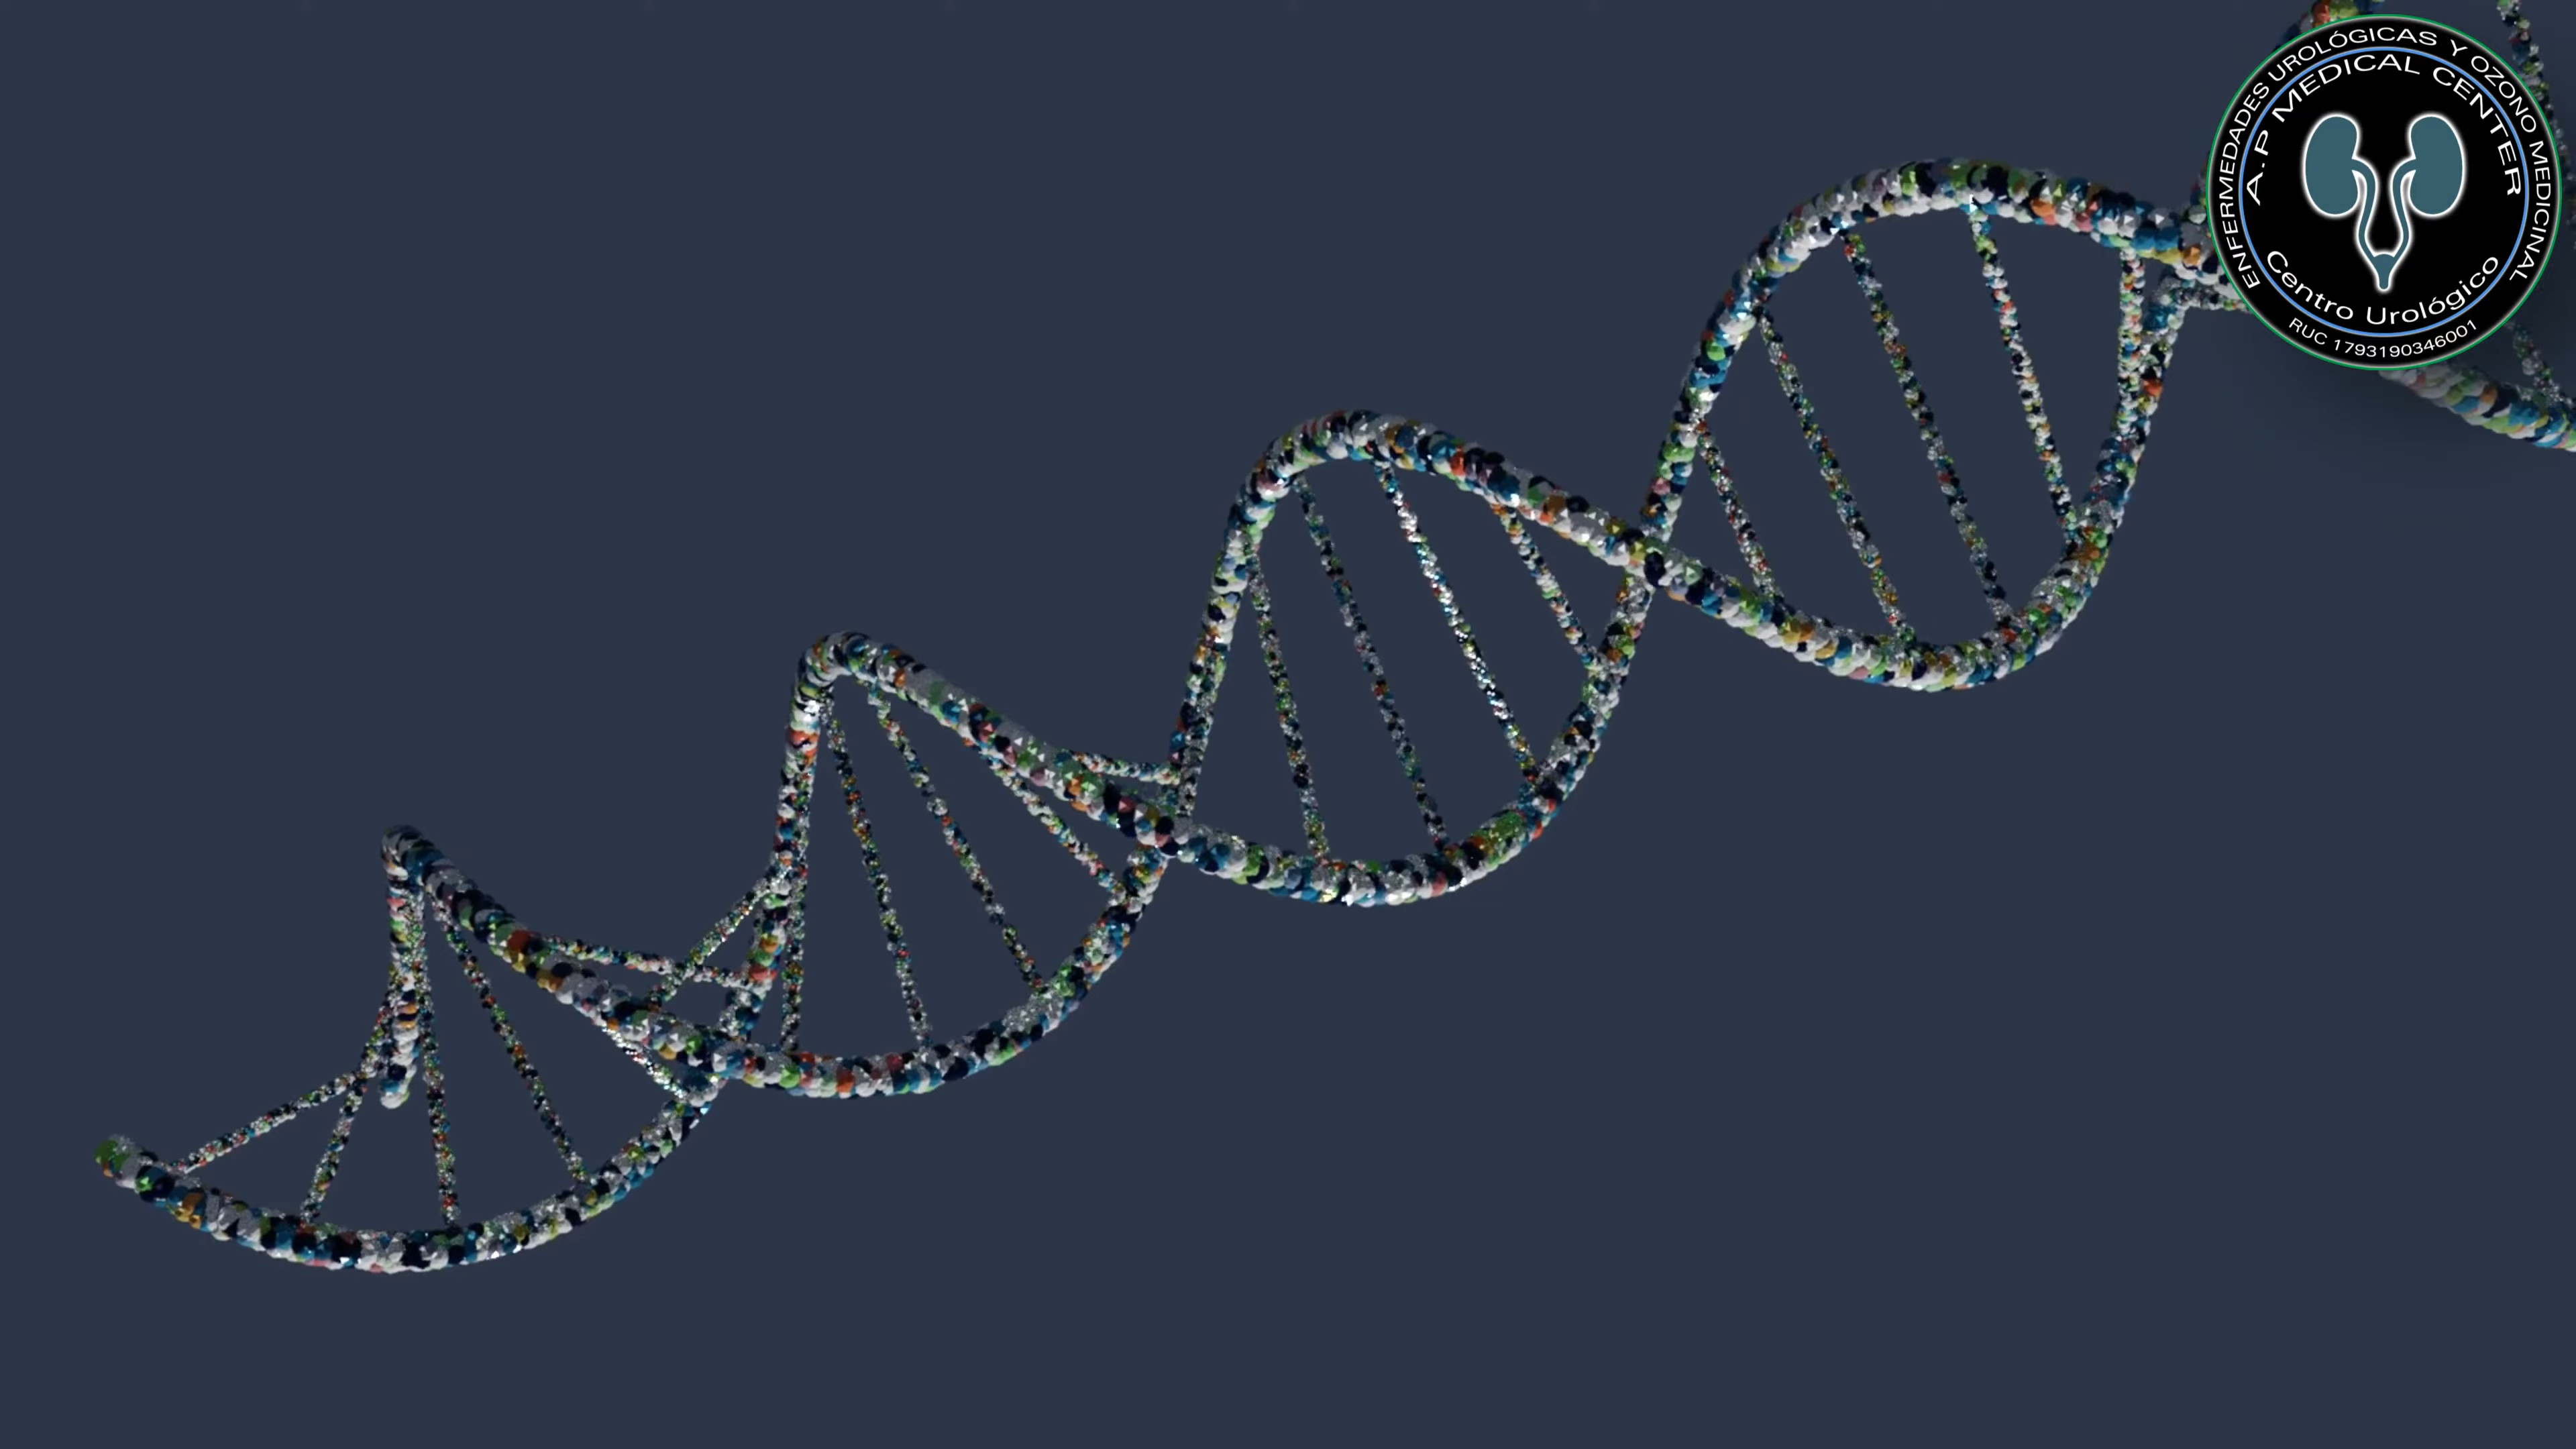 ENFERMEDADES UROLÓGICAS Y OZONO MEDICINAL
A.P MEDICAL CENTER
Centro Urológico
RUC 1793190346001